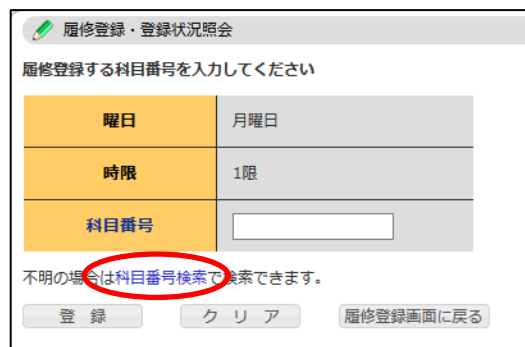 履修登録・登録状況照会
履修登録する科目番号を入力してください
曜日 月曜日
時限 1限
科目番号
不明の場合は科目番号検索で検索できます。
登 録 ク リ ア 履修登録画面に戻る